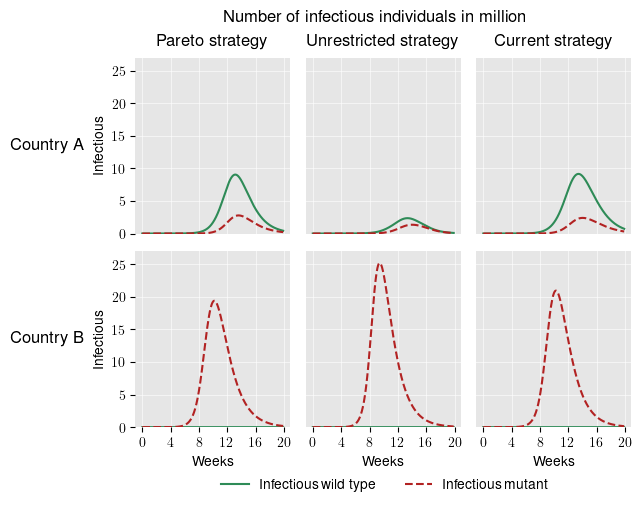 Number of infectious individuals in million
Pareto strategy Unrestricted strategy Current strategy
Country A
Infectious
25
20
15
10
5
0
Country B
Infectious
25
20
15
10
5
0
0 4 8 12 16 20 0 4 8 12 16 20 0 4 8 12 16 20
Weeks Weeks Weeks
Infectious wild type Infectious mutant